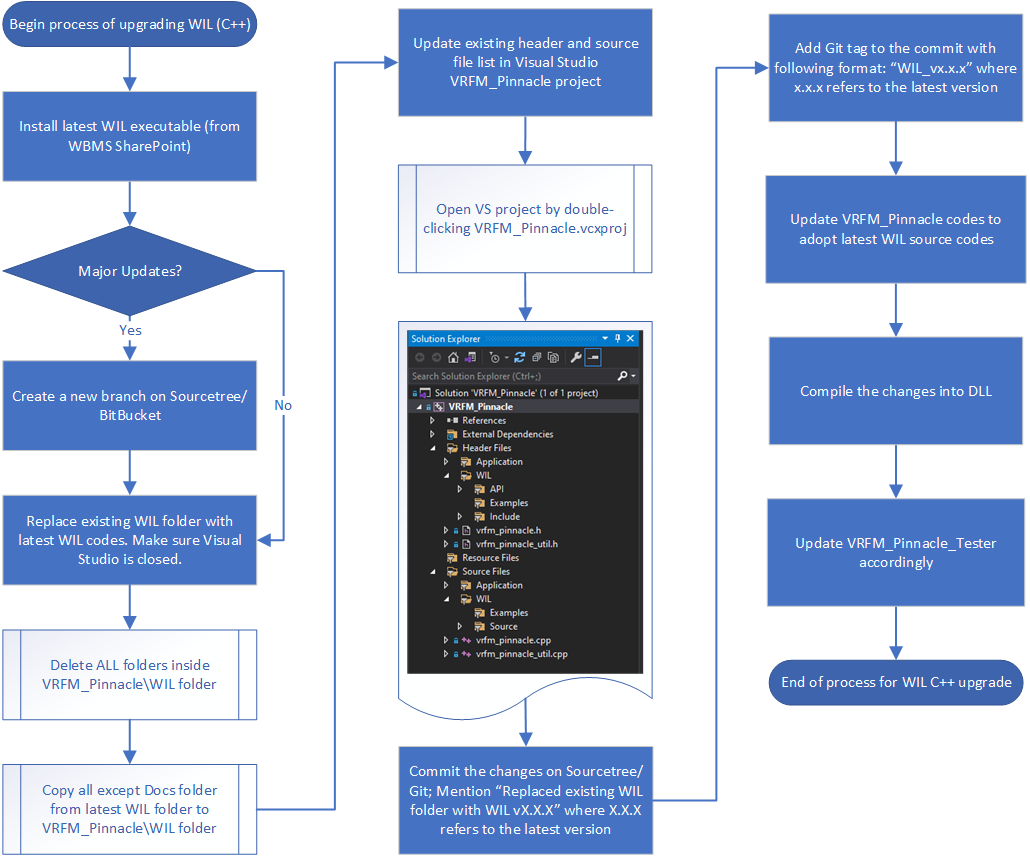 Begin process of upgrading WIL (C++)
Install latest WIL executable (from
WBMS SharePoint)
Major Updates?
Yes
No
Create a new branch on Sourcetree/
BitBucket
Replace existing WIL folder with
latest WIL codes. Make sure Visual
Studio is closed.
Delete ALL folders inside
VRFM_Pinnacle\WIL folder
Copy all except Docs folder
from latest WIL folder to
VRFM_Pinnacle\WIL folder
Update existing header and source
file list in Visual Studio
VRFM_Pinnacle project
Open VS project by double-
clicking VRFM_Pinnacle.vcxproj
Solution Explorer
Search Solution Explorer (Ctrl+;)
Solution 'VRFM_Pinnacle' (1 of 1 project)
VRFM_Pinnacle
References
External Dependencies
Header Files
Application
WIL
API
Examples
Include
vrfm_pinnacle.h
vrfm_pinnacle_util.h
Resource Files
Source Files
Application
WIL
Examples
Source
vrfm_pinnacle.cpp
vrfm_pinnacle_util.cpp
Commit the changes on Sourcetree/
Git; Mention “Replaced existing WIL
folder with WIL vX.X.X” where X.X.X
refers to the latest version
Add Git tag to the commit with
following format: “WIL_vx.x.x” where
x.x.x refers to the latest version
Update VRFM_Pinnacle codes to
adopt latest WIL source codes
Compile the changes into DLL
Update VRFM_Pinnacle_Tester
accordingly
End of process for WIL C++ upgrade